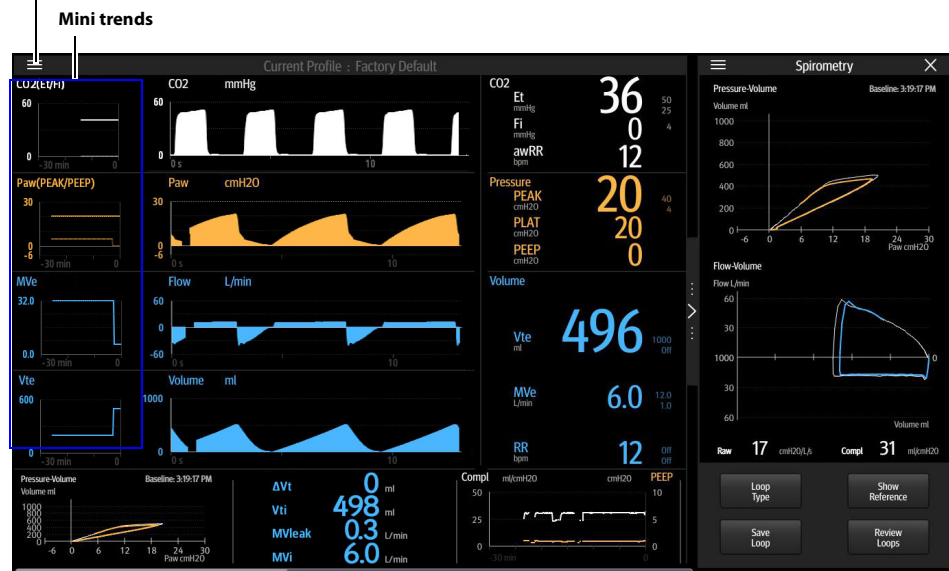 Mini trends
Current Profile : Factory Default
CO2(Et/Fi)
60
0
-30 min 0
CO2 mmHg
60
0
0 s 10
CO2
Et
mmHg
36
50
25
Fi
mmHg
0
4
awRR
bpm
12
Paw(PEAK/PEEP)
30
0
-6
-30 min 0
Paw cmH2O
30
0
-6
0 s 10
Pressure
PEAK
cmH2O
20
40
4
PLAT
cmH2O
20
PEEP
cmH2O
0
MVe
32.0
0.0
-30 min 0
Flow L/min
60
0
-60
0 s 10
Volume
Vte
ml
496
1000
Off
Vte
600
0
-30 min 0
Volume ml
1000
0
0 s 10
MVe
L/min
6.0
12.0
1.0
RR
bpm
12
Off
Off
Pressure-Volume Baseline: 3:19:17 PM
Volume ml
1000
800
600
400
200
0
-6 0 6 12 18 24 30
Paw cmH2O
ΔVt 0 ml
Vti 498 ml
MVleak 0.3 L/min
MVi 6.0 L/min
Compl ml/cmH2O cmH2O PEEP
50 10
25 5
0 0
-30 min 0
Spirometry
Pressure-Volume Baseline: 3:19:17 PM
Volume ml
1000
800
600
400
200
0
-6 0 6 12 18 24 30
Paw cmH2O
Flow-Volume
Flow L/min
60
30
1000 0
30
60
Volume ml
Raw 17 cmH2O/L/s Compl 31 ml/cmH2O
Loop
Type
Show
Reference
Save
Loop
Review
Loops